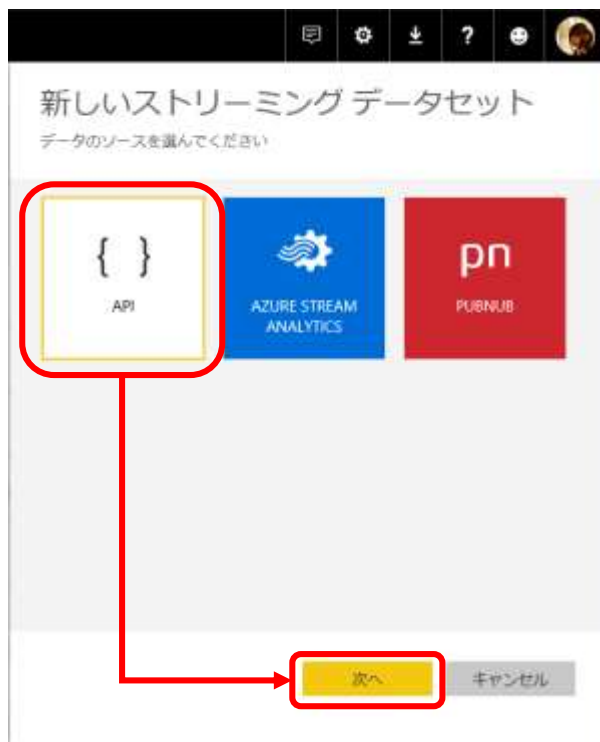 ?
新しいストリーミング データセット
データのソースを選んでください
{ }
API
AZURE STREAM
ANALYTICS
pn
PUBNUB
次へ
キャンセル